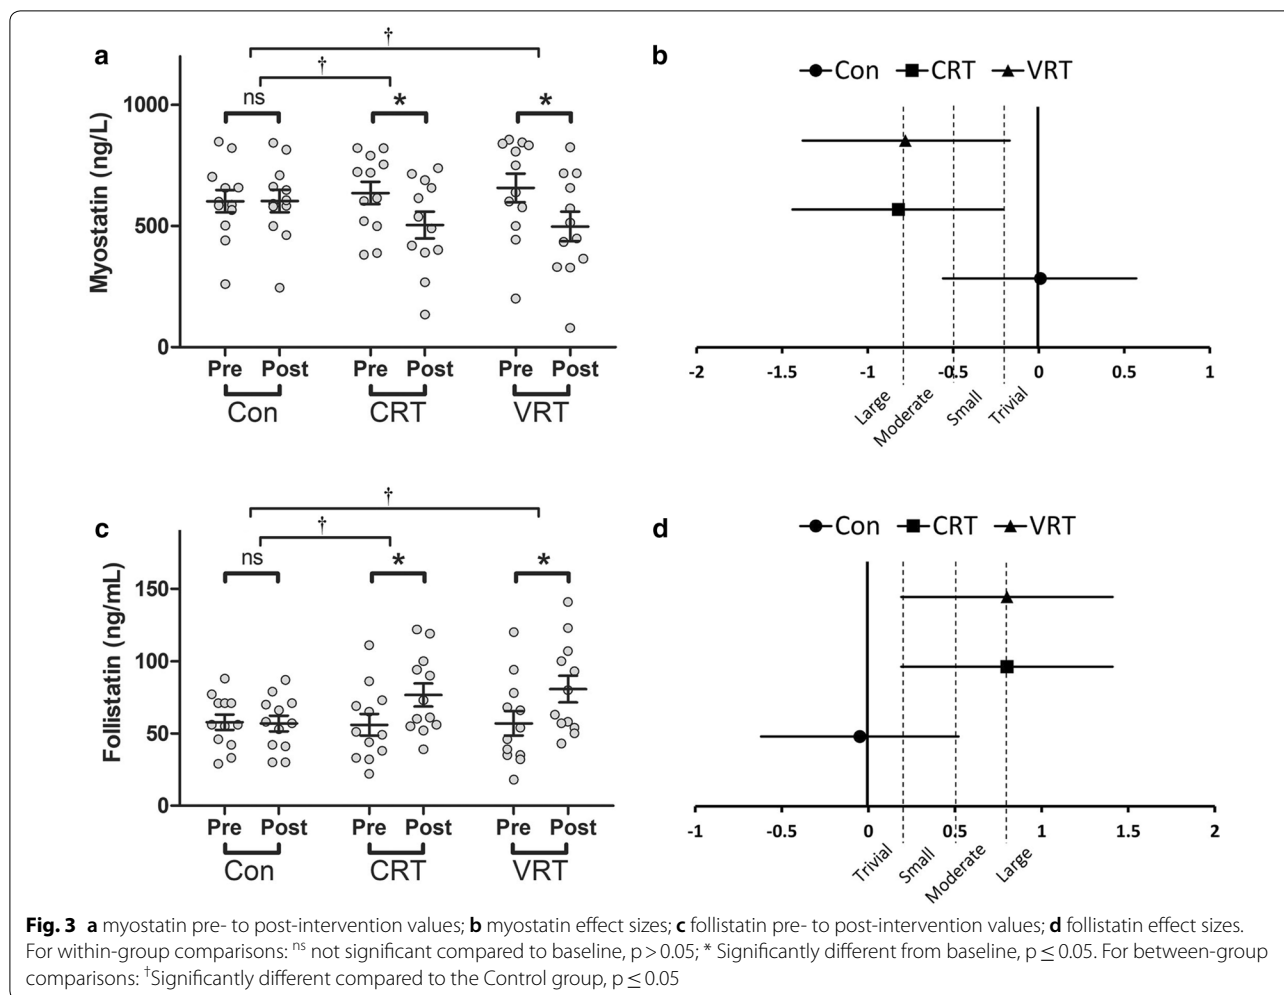 a
†
†
ns
*
*
Myostatin (ng/L)
1000
500
0
Pre Post Pre Post Pre Post
Con CRT VRT
b
Con CRT VRT
-2 -1.5 -1 -0.5 0 0.5 1
Large Moderate Small Trivial
c
†
†
ns
*
*
Follistatin (ng/mL)
150
100
50
0
Pre Post Pre Post Pre Post
Con CRT VRT
d
Con CRT VRT
-1 -0.5 0 0.5 1 1.5 2
Trivial Small Moderate Large
Fig. 3 a myostatin pre- to post-intervention values; b myostatin effect sizes; c follistatin pre- to post-intervention values; d follistatin effect sizes.
For within-group comparisons: ns not significant compared to baseline, p > 0.05; * Significantly different from baseline, p ≤ 0.05. For between-group
comparisons: †Significantly different compared to the Control group, p ≤ 0.05